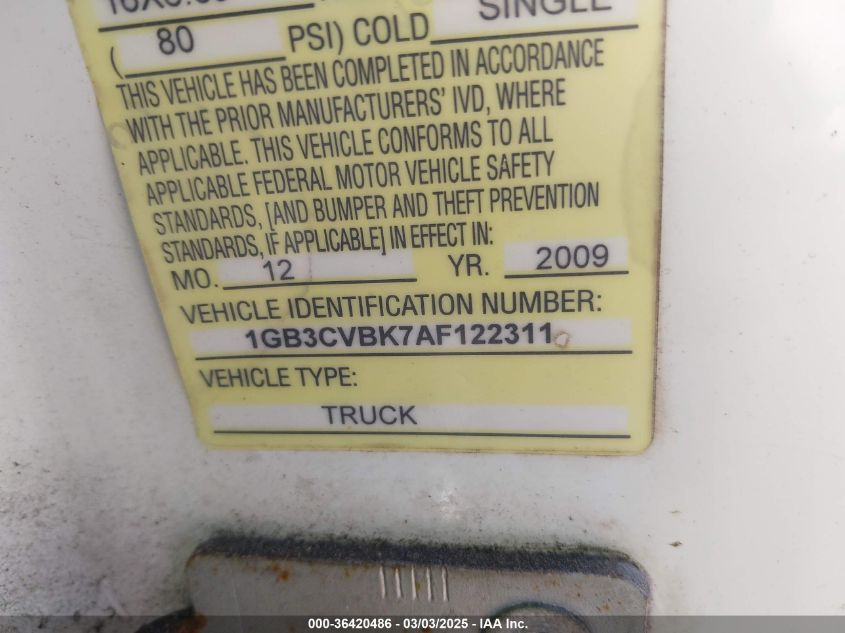 SINGLE
( 80 PSI) COLD
THIS VEHICLE HAS BEEN COMPLETED IN ACCORDANCE
WITH THE PRIOR MANUFACTURERS' IVD, WHERE
APPLICABLE. THIS VEHICLE CONFORMS TO ALL
APPLICABLE FEDERAL MOTOR VEHICLE SAFETY
STANDARDS, [AND BUMPER AND THEFT PREVENTION
STANDARDS, IF APPLICABLE] IN EFFECT IN:
MO. 12 YR. 2009
VEHICLE IDENTIFICATION NUMBER:
1GB3CVBK7AF122311
VEHICLE TYPE:
TRUCK
000-36420486 - 03/03/2025 - IAA Inc.